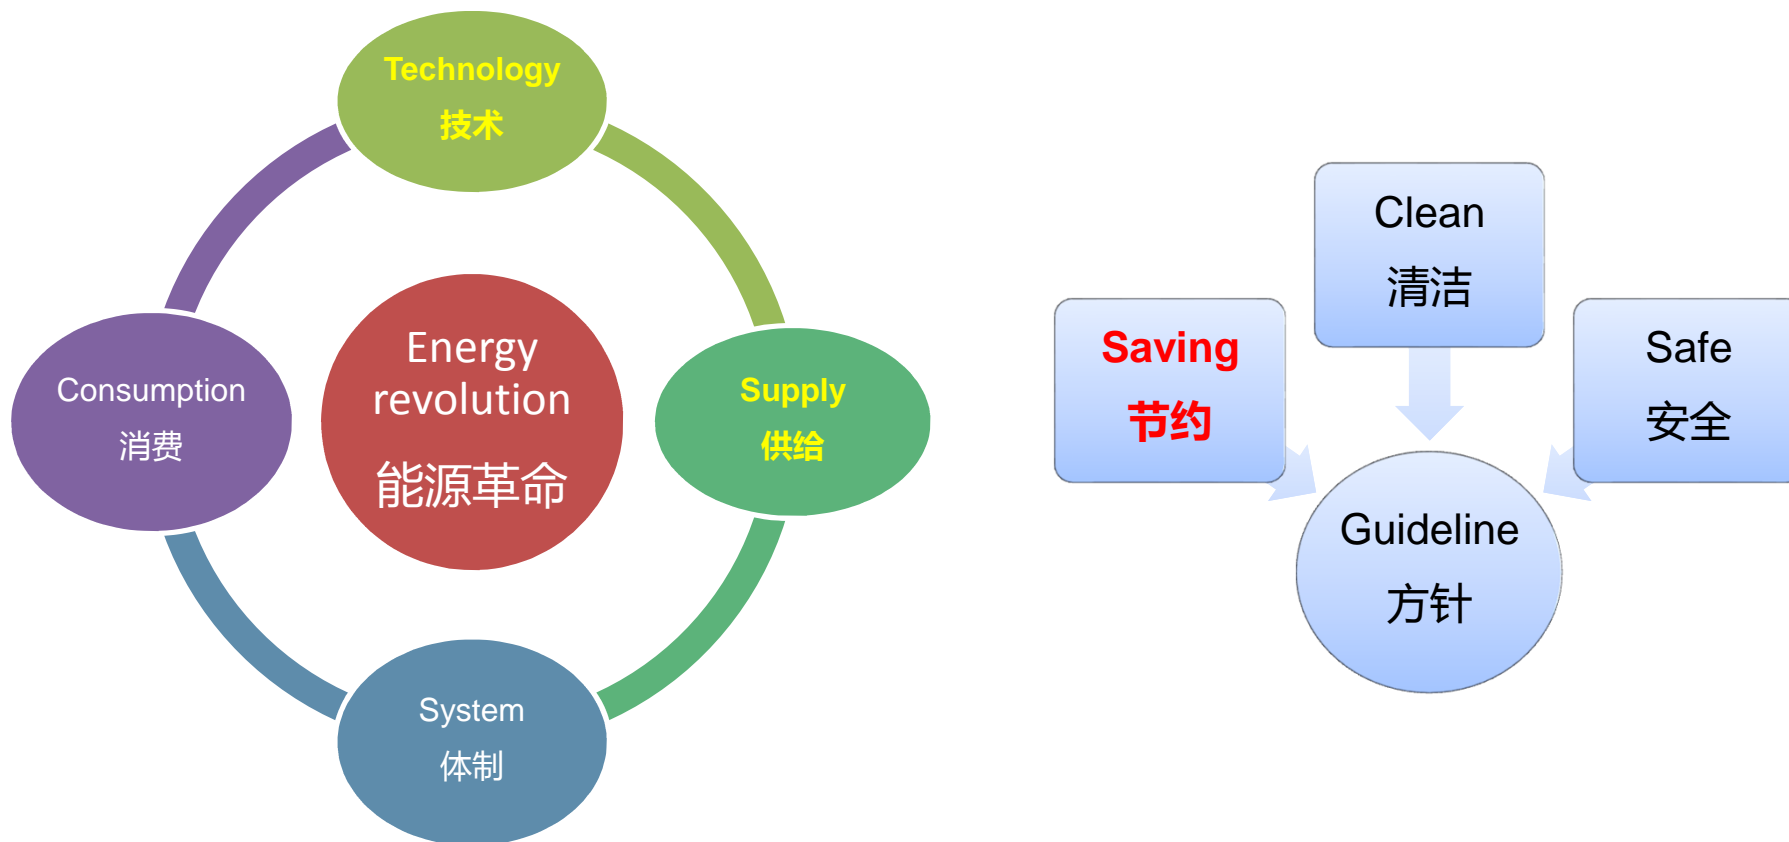 Technology
技术
Consumption
消费
Energy
revolution
能源革命
Supply
供给
System
体制
Clean
清洁
Saving
节约
Safe
安全
Guideline
方针